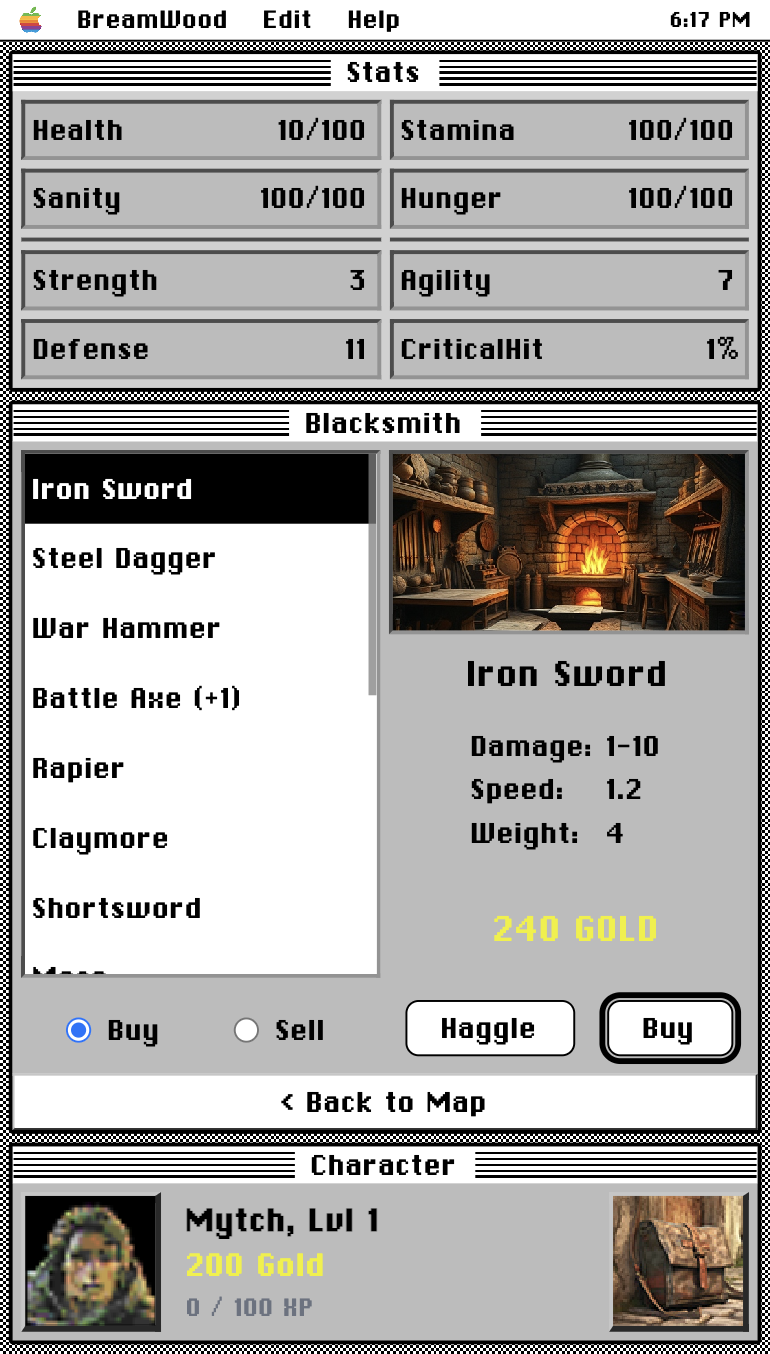 BreamWood Edit Help 6:17 PM
Stats
Health 10/100 Stamina 100/100
Sanity 100/100 Hunger 100/100
Strength 3 Agility 7
Defense 11 CriticalHit 1%
Blacksmith
Iron Sword
Steel Dagger
War Hammer
Battle Axe (+1)
Rapier
Claymore
Shortsword
Iron Sword
Damage: 1-10
Speed: 1.2
Weight: 4
240 GOLD
Buy Sell Haggle Buy
< Back to Map
Character
Mytch, Lvl 1
200 Gold
0 / 100 XP